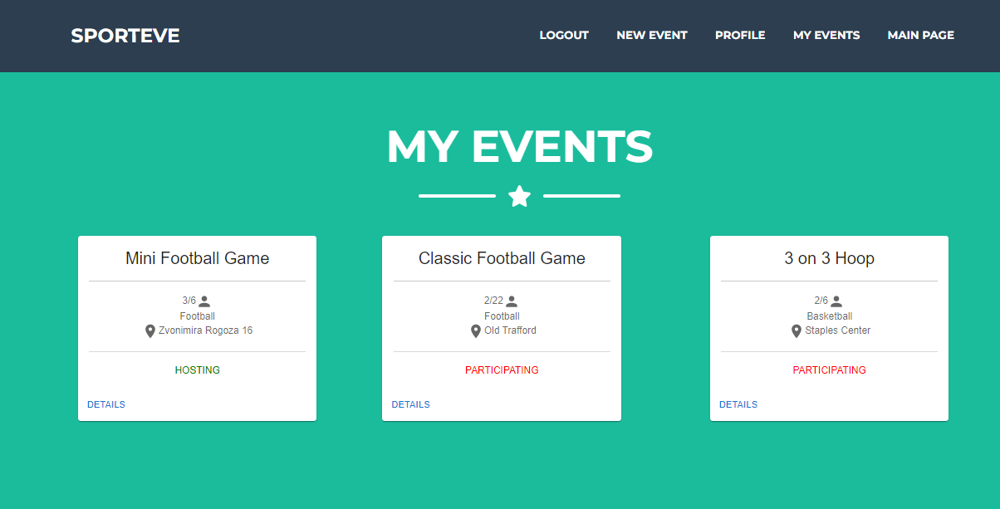 SPORTEVE
LOGOUT
NEW EVENT
PROFILE
MY EVENTS
MAIN PAGE
MY EVENTS
Mini Football Game
3/6
Football
Zvonimira Rogoza 16
HOSTING
DETAILS
Classic Football Game
2/22
Football
Old Trafford
PARTICIPATING
DETAILS
3 on 3 Hoop
2/6
Basketball
Staples Center
PARTICIPATING
DETAILS